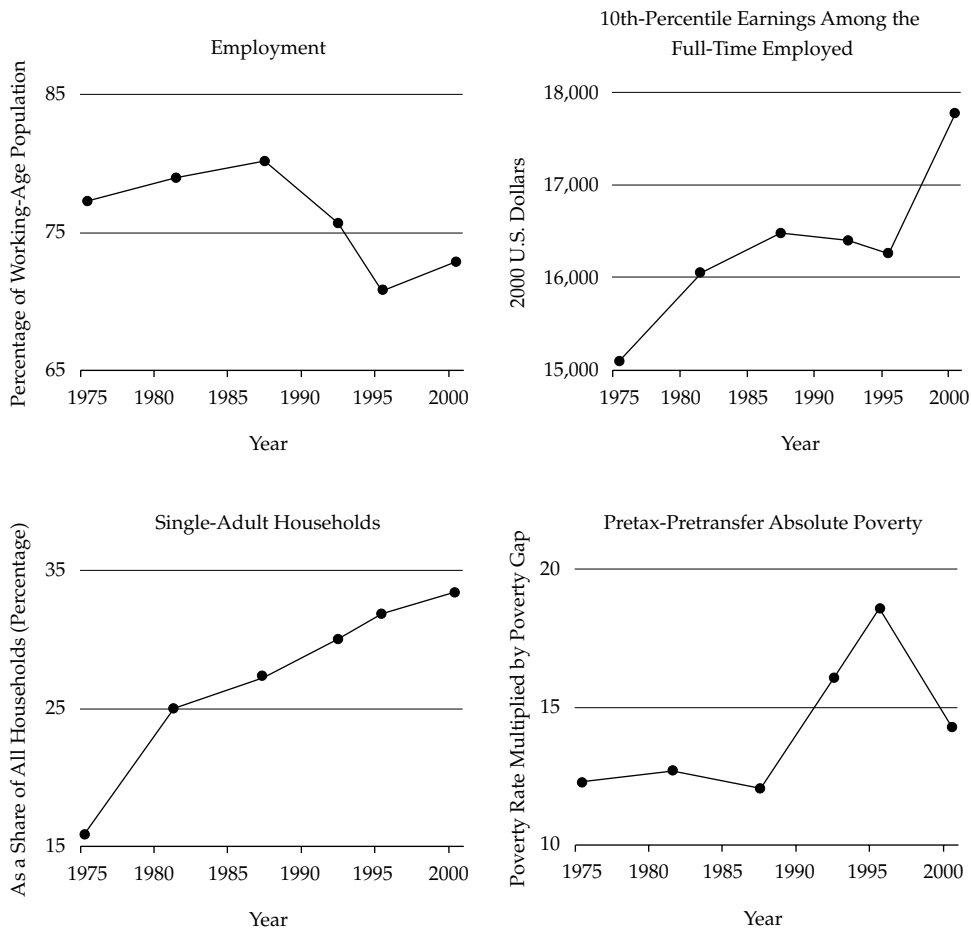 Employment
Percentage of Working-Age Population
85
75
65
1975 1980 1985 1990 1995 2000
Year
10th-Percentile Earnings Among the
Full-Time Employed
2000 U.S. Dollars
18,000
17,000
16,000
15,000
1975 1980 1985 1990 1995 2000
Year
Single-Adult Households
As a Share of All Households (Percentage)
35
25
15
1975 1980 1985 1990 1995 2000
Year
Pretax-Pretransfer Absolute Poverty
Poverty Rate Multiplied by Poverty Gap
20
15
10
1975 1980 1985 1990 1995 2000
Year